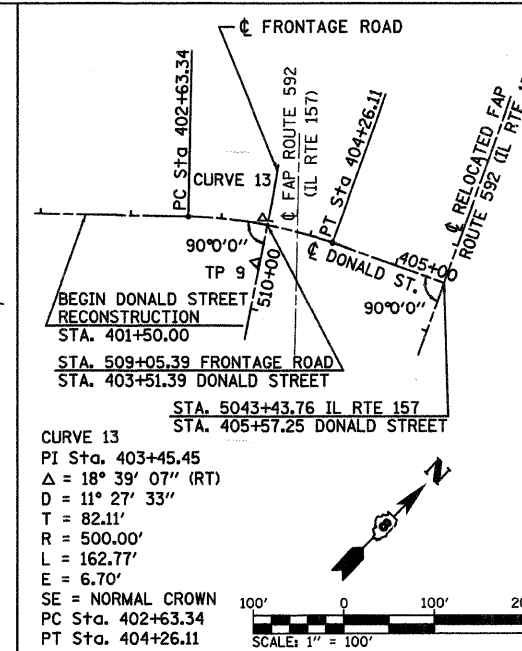 ℄ FRONTAGE ROAD
PC Sta 402+63.34
℄ FAP ROUTE 592
(IL RTE 157)
PT Sta 404+26.11
℄ RELOCATED FAP
ROUTE 592 (IL RTE
CURVE 13
90°0'0"
TP 9
510+00
℄ DONALD ST.
405+00
90°0'0"
BEGIN DONALD STREET
RECONSTRUCTION
STA. 401+50.00
STA. 509+05.39 FRONTAGE ROAD
STA. 403+51.39 DONALD STREET
STA. 5043+43.76 IL RTE 157
STA. 405+57.25 DONALD STREET
CURVE 13
PI Sta. 403+45.45
Δ = 18° 39' 07" (RT)
D = 11° 27' 33"
T = 82.11'
R = 500.00'
L = 162.77'
E = 6.70'
SE = NORMAL CROWN
PC Sta. 402+63.34
PT Sta. 404+26.11
N
100' 0 100' 20
SCALE: 1" = 100'